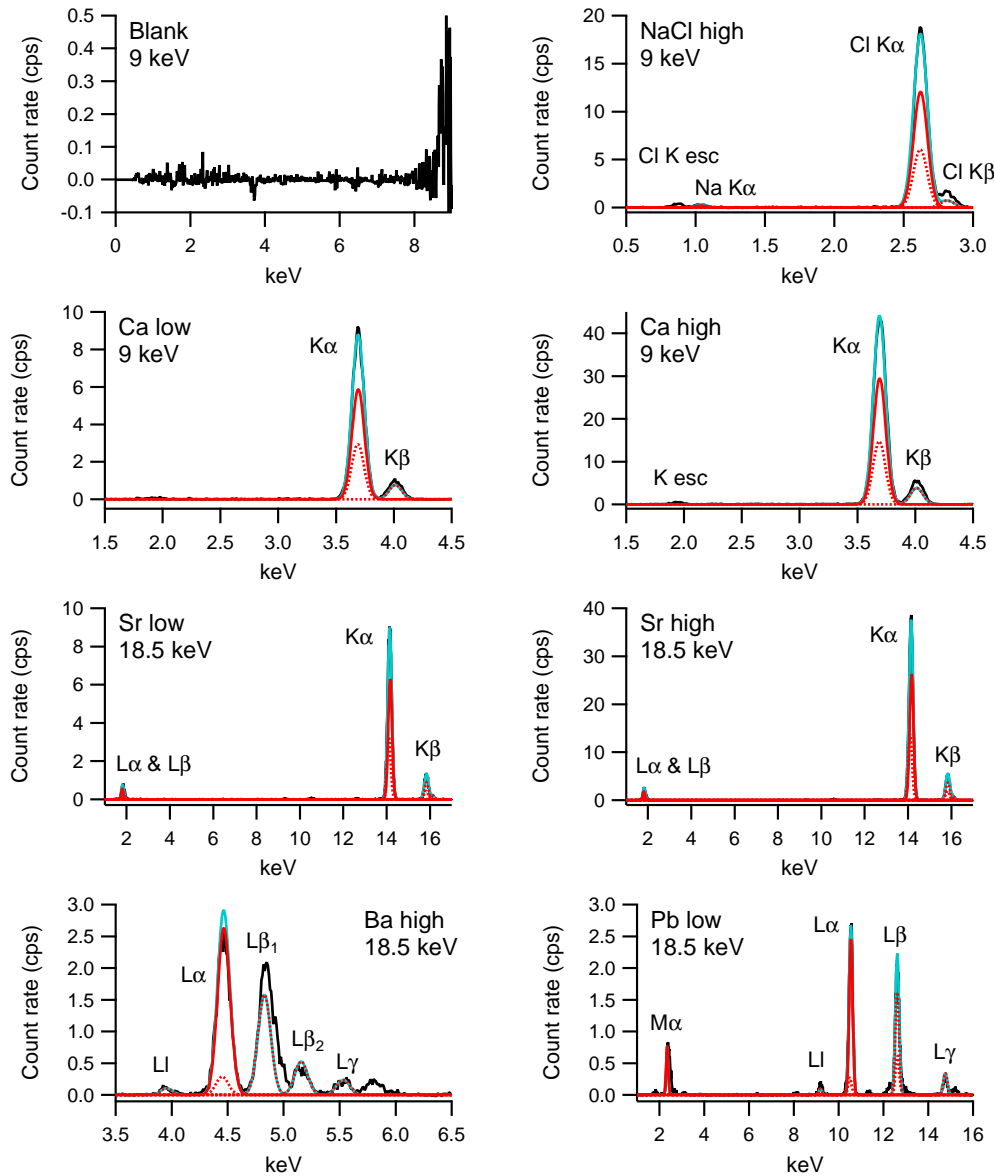 Blank
9 keV
Count rate (cps)
0.5
0.4
0.3
0.2
0.1
0.0
-0.1
0 2 4 6 8
keV
NaCl high
9 keV
Cl Kα
Cl K esc
Na Kα
Cl Kβ
Count rate (cps)
20
15
10
5
0
0.5 1.0 1.5 2.0 2.5 3.0
keV
Ca low
9 keV
Kα
Kβ
Count rate (cps)
10
8
6
4
2
0
1.5 2.0 2.5 3.0 3.5 4.0 4.5
keV
Ca high
9 keV
Kα
K esc
Kβ
Count rate (cps)
40
30
20
10
0
1.5 2.0 2.5 3.0 3.5 4.0 4.5
keV
Sr low
18.5 keV
Kα
Lα & Lβ
Kβ
Count rate (cps)
10
8
6
4
2
0
2 4 6 8 10 12 14 16
keV
Sr high
18.5 keV
Kα
Lα & Lβ
Kβ
Count rate (cps)
40
30
20
10
0
2 4 6 8 10 12 14 16
keV
Ba high
18.5 keV
Lα
Lβ₁
Ll
Lβ₂
Lγ
Count rate (cps)
3.0
2.5
2.0
1.5
1.0
0.5
0.0
3.5 4.0 4.5 5.0 5.5 6.0 6.5
keV
Pb low
18.5 keV
Lα
Lβ
Mα
Ll
Lγ
Count rate (cps)
3.0
2.5
2.0
1.5
1.0
0.5
0.0
2 4 6 8 10 12 14 16
keV